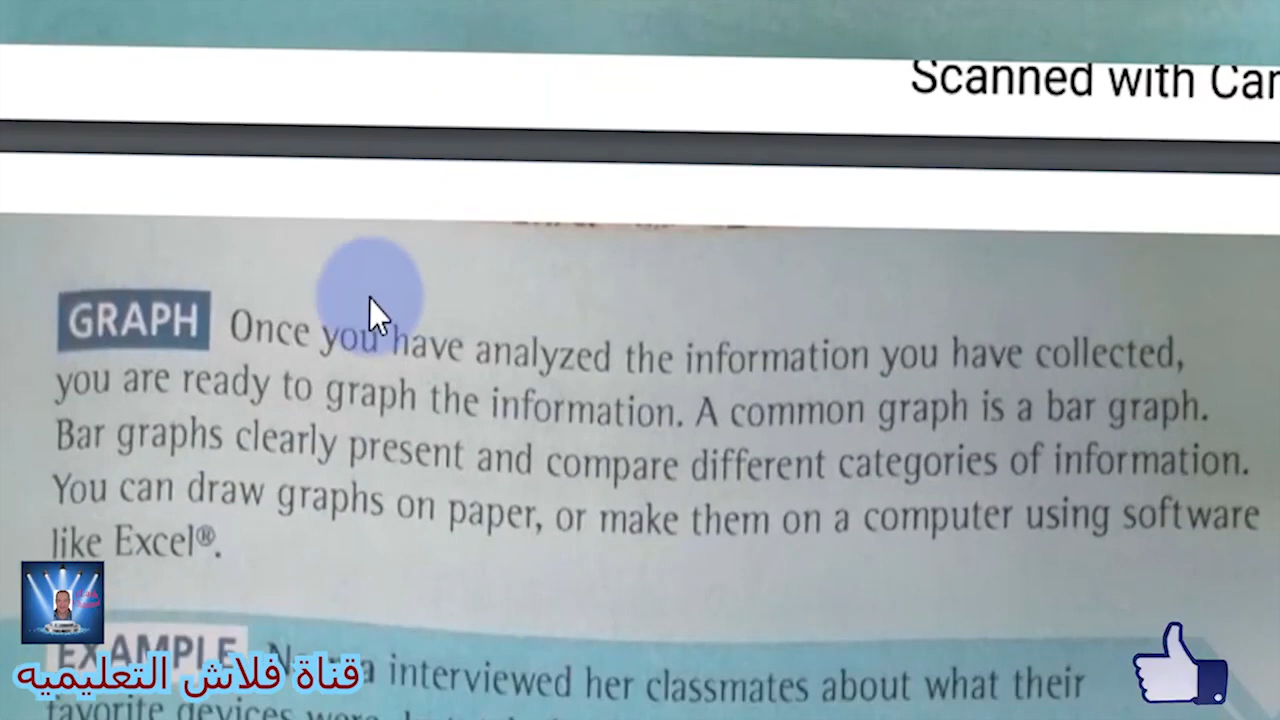 Scanned with
GRAPH Once you have analyzed the information you have collected,
you are ready to graph the information. A common graph is a bar graph.
Bar graphs clearly present and compare different categories of information.
You can draw graphs on paper, or make them on a computer using software
like Excel®.
EXAMPLE interviewed her classmates about what their
قناة فلاش التعليميه
favorite devices